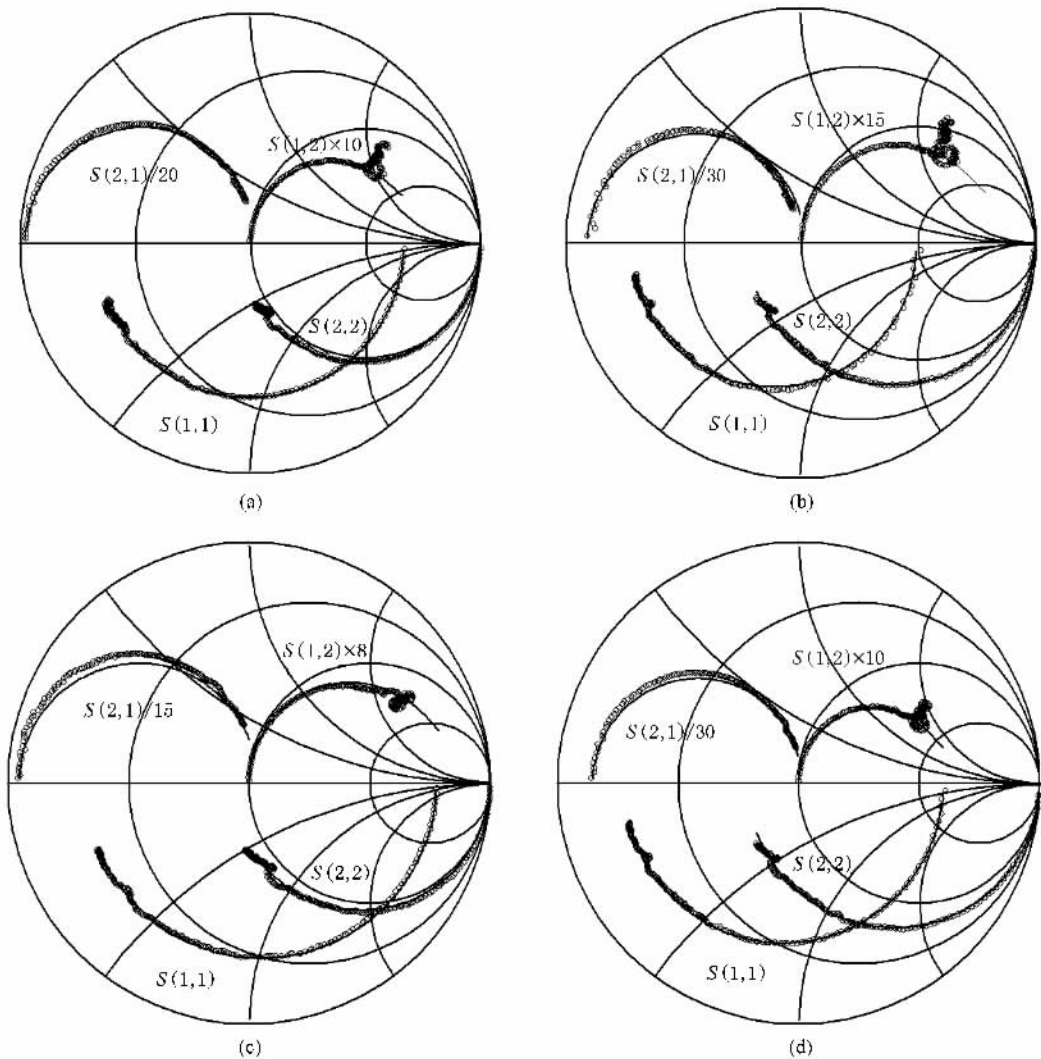 S(2,1)/20
S(1,2)×10
S(2,2)
S(1,1)
(a)
S(1,2)×15
S(2,1)/30
S(2,2)
S(1,1)
(b)
S(1,2)×8
S(2,1)/15
S(2,2)
S(1,1)
(c)
S(1,2)×10
S(2,1)/30
S(2,2)
S(1,1)
(d)